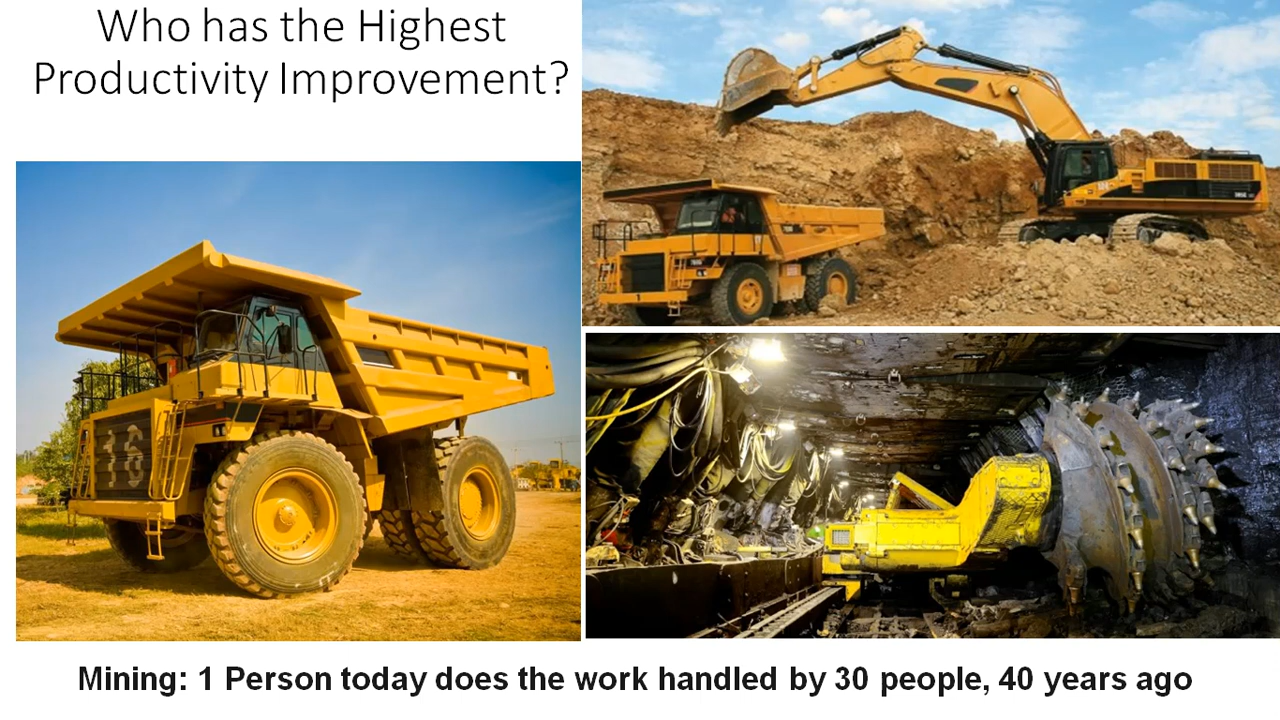 Who has the Highest
Productivity Improvement?
16
Mining: 1 Person today does the work handled by 30 people, 40 years ago